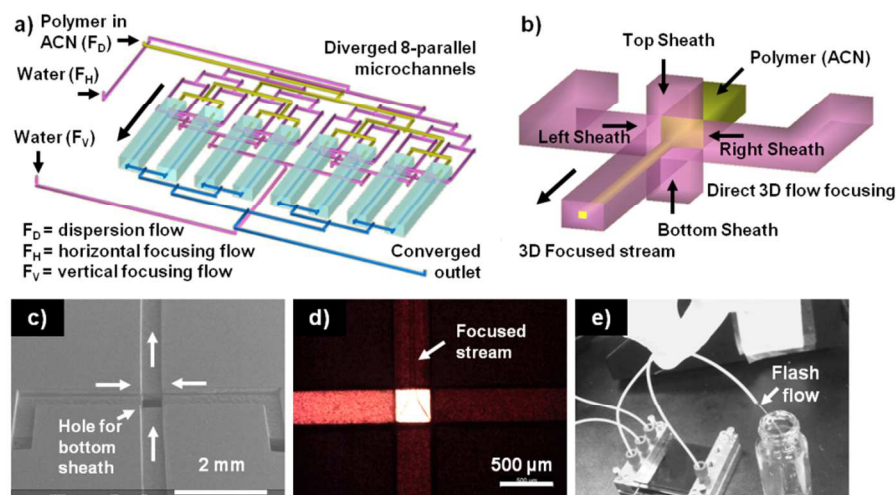 a)
Polymer in
ACN (F_D)
Water (F_H)
Water (F_V)
Diverged 8-parallel
microchannels
F_D = dispersion flow
F_H = horizontal focusing flow
F_V = vertical focusing flow
Converged
outlet
b)
Top Sheath
Polymer (ACN)
Left Sheath
Right Sheath
Direct 3D flow focusing
Bottom Sheath
3D Focused stream
c)
Hole for
bottom
sheath
2 mm
d)
Focused
stream
500 µm
500 µm
e)
Flash
flow